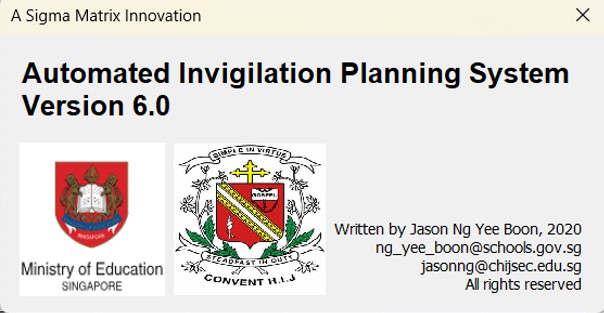 A Sigma Matrix Innovation
Automated Invigilation Planning System
Version 6.0
SINGAPORE
Ministry of Education
SINGAPORE
SIMPLE IN VIRTUE
GOSPEL
STEADFAST IN DUTY
CONVENT H.I.J
Written by Jason Ng Yee Boon, 2020
ng_yee_boon@schools.gov.sg
jasonng@chijsec.edu.sg
All rights reserved